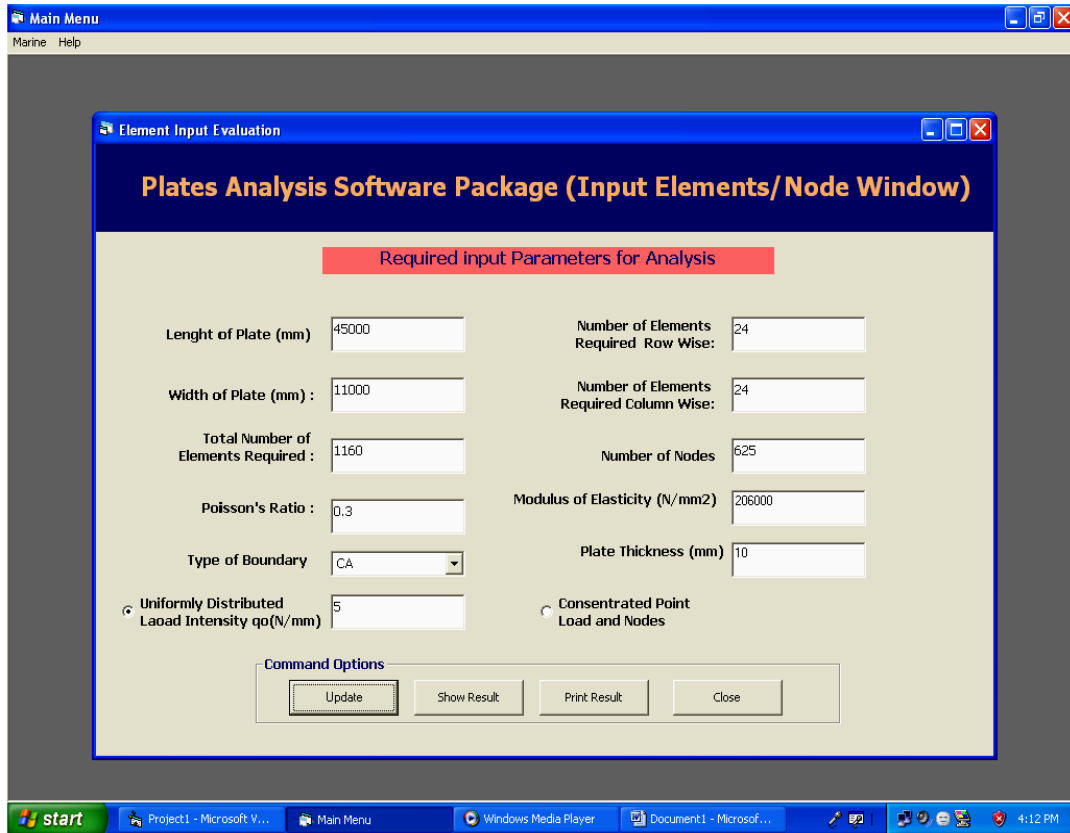 Main Menu
Marine Help
Element Input Evaluation
Plates Analysis Software Package (Input Elements/Node Window)
Required input Parameters for Analysis
Lenght of Plate (mm)
45000
Number of Elements
Required Row Wise:
24
Width of Plate (mm) :
11000
Number of Elements
Required Column Wise:
24
Total Number of
Elements Required :
1160
Number of Nodes
625
Poisson's Ratio :
0.3
Modulus of Elasticity (N/mm2)
206000
Type of Boundary
CA
Plate Thickness (mm)
10
Uniformly Distributed
Laoad Intensity qo(N/mm)
5
Consentrated Point
Load and Nodes
Command Options
Update
Show Result
Print Result
Close
start
Project1 - Microsoft V...
Main Menu
Windows Media Player
Document1 - Microsof...
4:12 PM